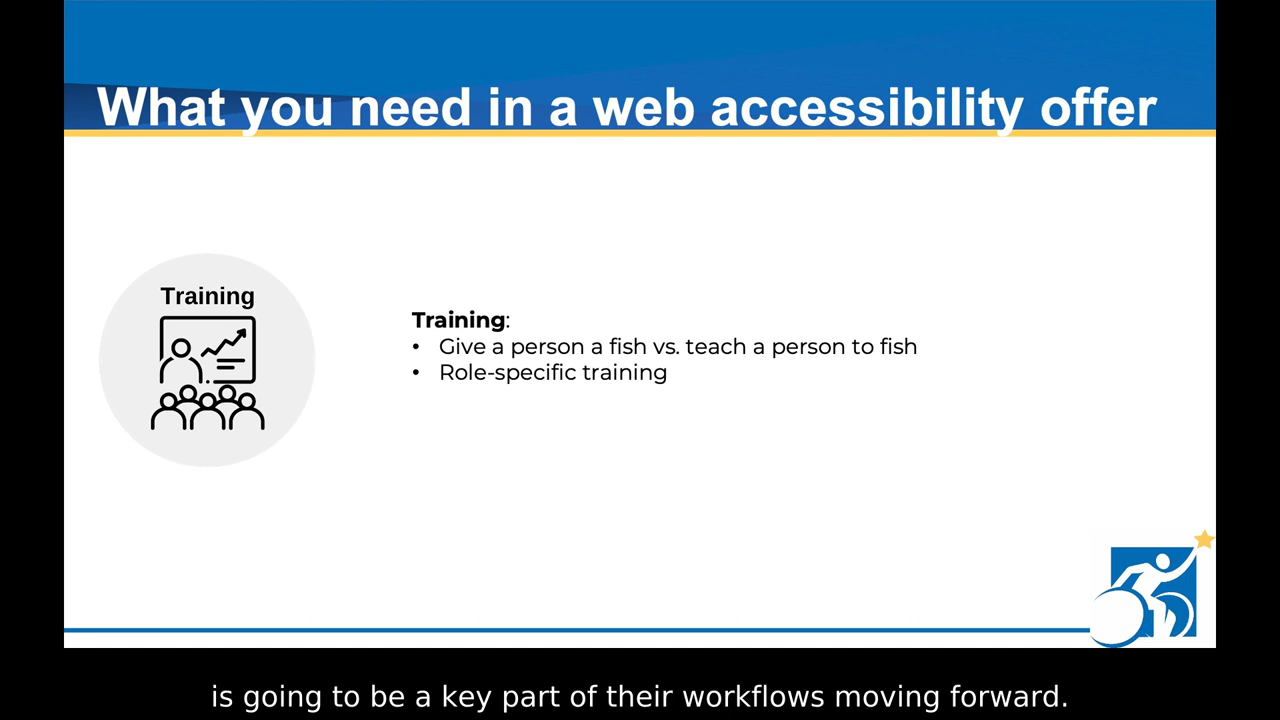 What you need in a web accessibility offer
Training
Training:
• Give a person a fish vs. teach a person to fish
• Role-specific training
is going to be a key part of their workflows moving forward.